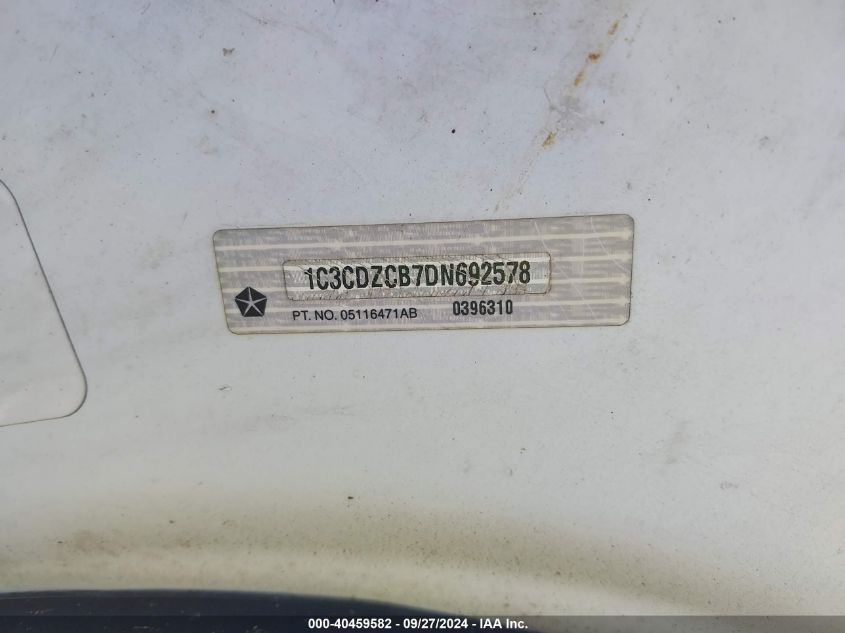 1C3CDZCB7DN692578
PT. NO. 05116471AB 0396310
000-40459582 - 09/27/2024 - IAA Inc.